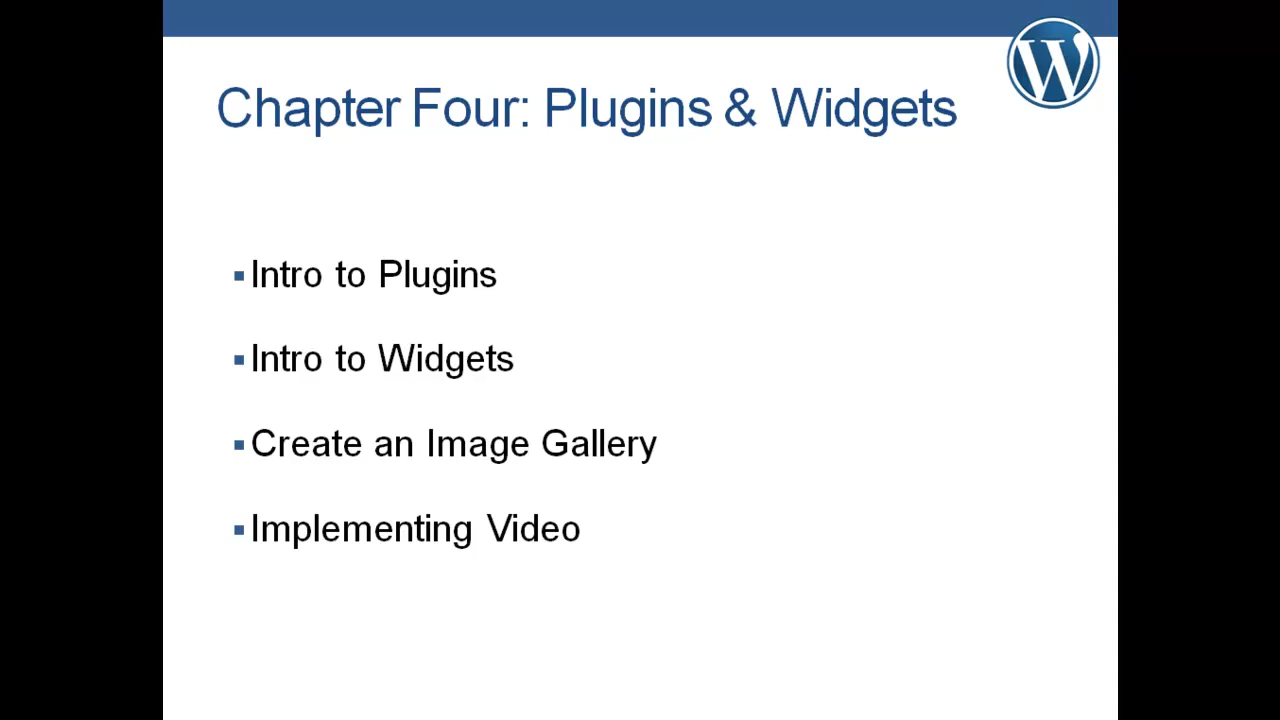 Chapter Four: Plugins & Widgets
Intro to Plugins
Intro to Widgets
Create an Image Gallery
Implementing Video